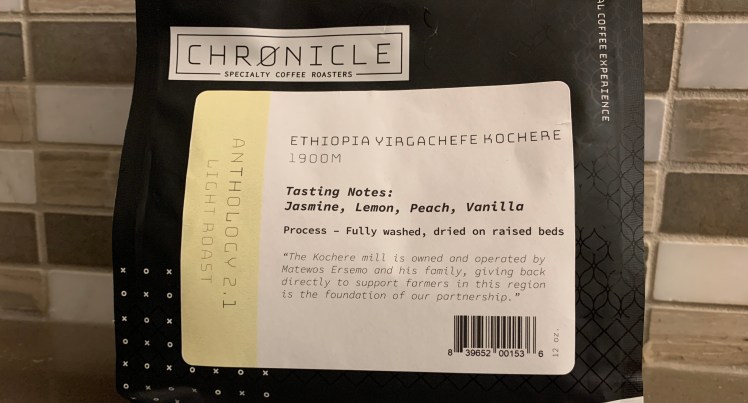 CHRØNICLE
SPECIALTY COFFEE ROASTERS
AL COFFEE EXPERIENCE
ANTHOLOGY 2.1
LIGHT ROAST
ETHIOPIA YIRGACHEFE KOCHERE
1900M
Tasting Notes:
Jasmine, Lemon, Peach, Vanilla
Process – Fully washed, dried on raised beds
“The Kochere mill is owned and operated by
Matewos Ersemo and his family, giving back
directly to support farmers in this region
is the foundation of our partnership.”
8 39652 00153 6
12 oz.